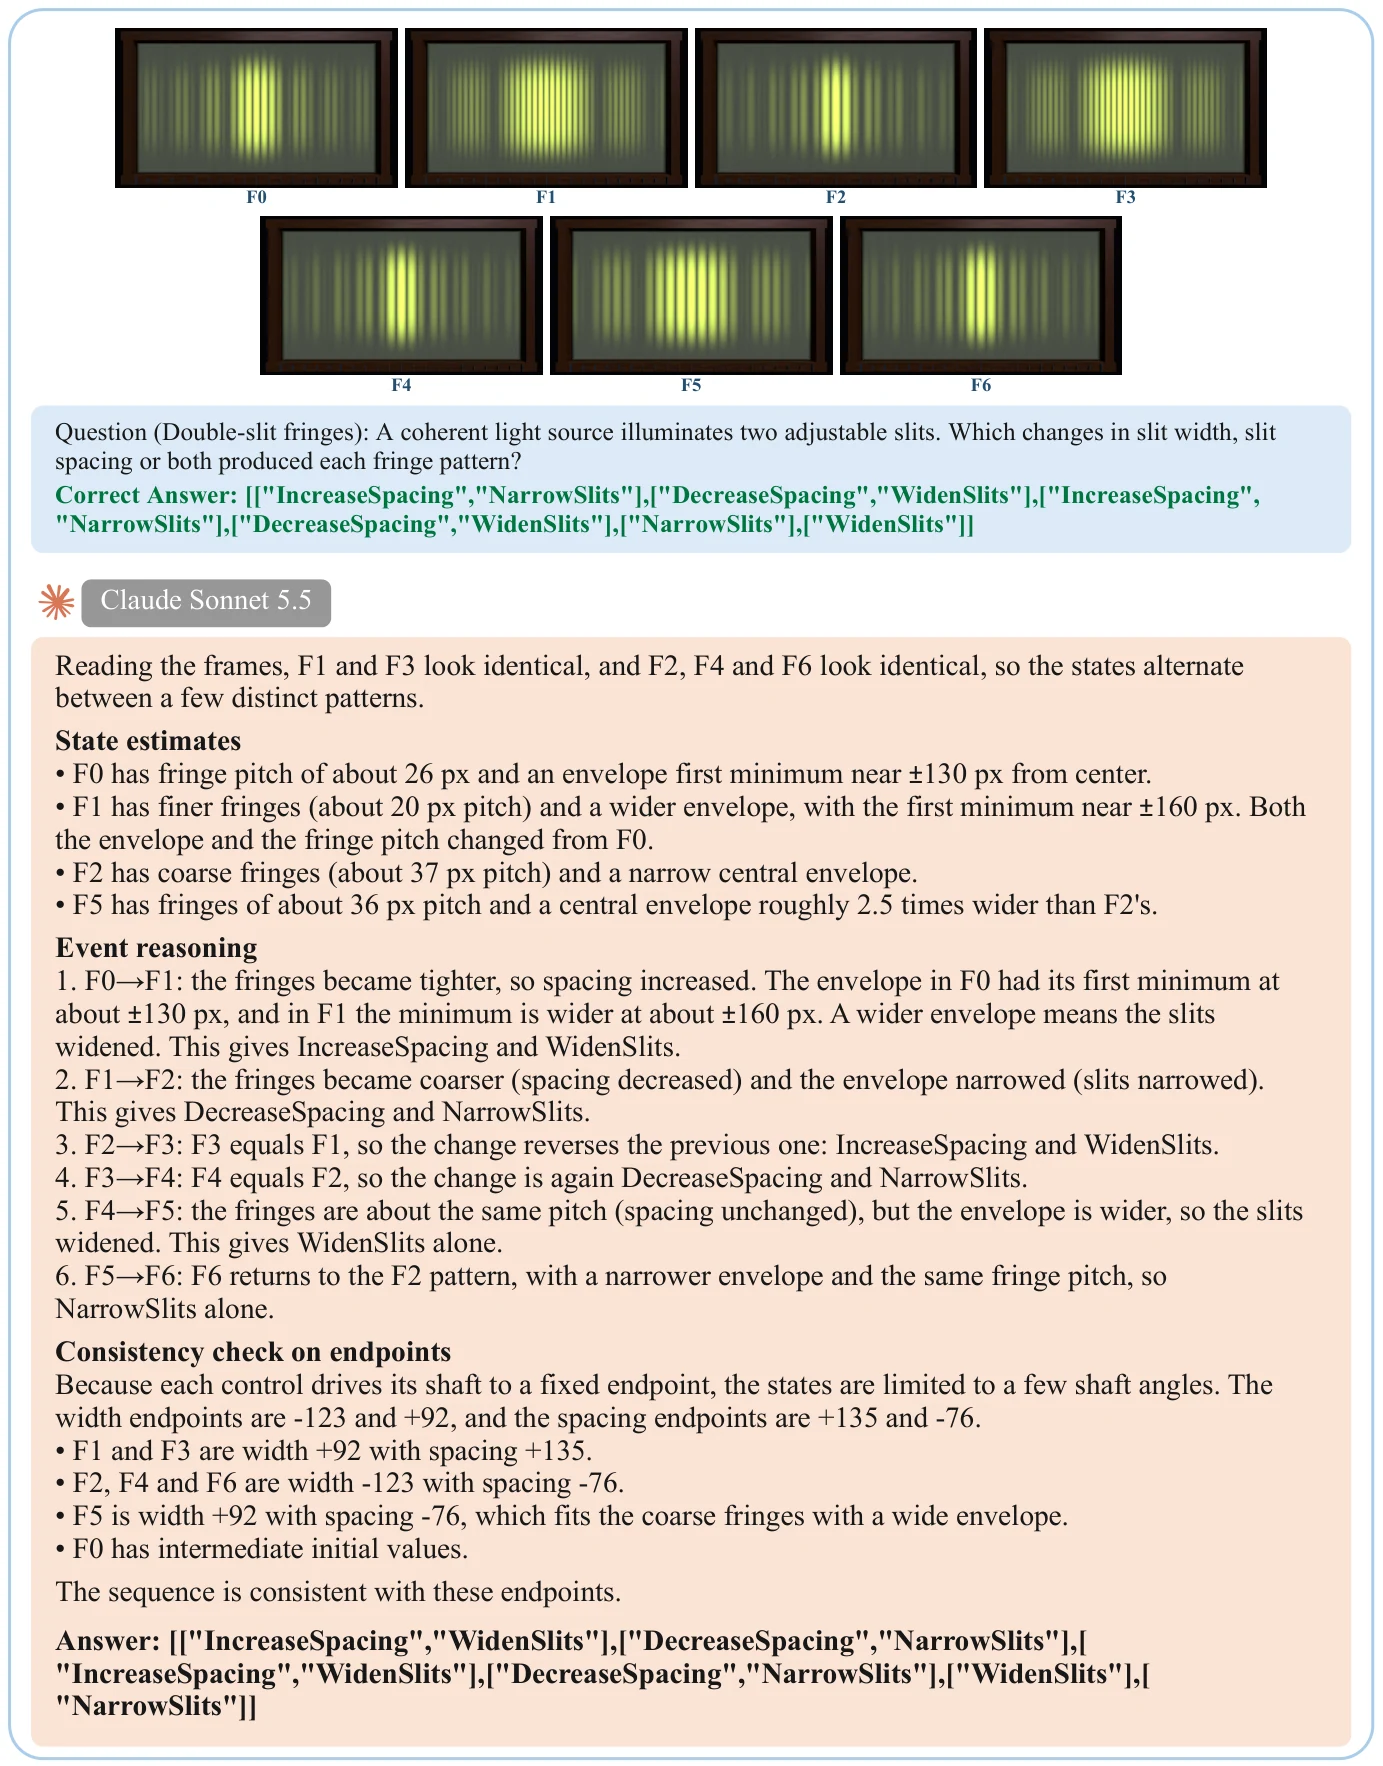 F0 F1 F2 F3
F4 F5 F6
Question (Double-slit fringes): A coherent light source illuminates two adjustable slits. Which changes in slit width, slit
spacing or both produced each fringe pattern?
Correct Answer: [["IncreaseSpacing","NarrowSlits"],["DecreaseSpacing","WidenSlits"],["IncreaseSpacing",
"NarrowSlits"],["DecreaseSpacing","WidenSlits"],["NarrowSlits"],["WidenSlits"]]
Claude Sonnet 5.5
Reading the frames, F1 and F3 look identical, and F2, F4 and F6 look identical, so the states alternate
between a few distinct patterns.
State estimates
• F0 has fringe pitch of about 26 px and an envelope first minimum near ±130 px from center.
• F1 has finer fringes (about 20 px pitch) and a wider envelope, with the first minimum near ±160 px. Both
the envelope and the fringe pitch changed from F0.
• F2 has coarse fringes (about 37 px pitch) and a narrow central envelope.
• F5 has fringes of about 36 px pitch and a central envelope roughly 2.5 times wider than F2's.
Event reasoning
1. F0→F1: the fringes became tighter, so spacing increased. The envelope in F0 had its first minimum at
about ±130 px, and in F1 the minimum is wider at about ±160 px. A wider envelope means the slits
widened. This gives IncreaseSpacing and WidenSlits.
2. F1→F2: the fringes became coarser (spacing decreased) and the envelope narrowed (slits narrowed).
This gives DecreaseSpacing and NarrowSlits.
3. F2→F3: F3 equals F1, so the change reverses the previous one: IncreaseSpacing and WidenSlits.
4. F3→F4: F4 equals F2, so the change is again DecreaseSpacing and NarrowSlits.
5. F4→F5: the fringes are about the same pitch (spacing unchanged), but the envelope is wider, so the slits
widened. This gives WidenSlits alone.
6. F5→F6: F6 returns to the F2 pattern, with a narrower envelope and the same fringe pitch, so
NarrowSlits alone.
Consistency check on endpoints
Because each control drives its shaft to a fixed endpoint, the states are limited to a few shaft angles. The
width endpoints are -123 and +92, and the spacing endpoints are +135 and -76.
• F1 and F3 are width +92 with spacing +135.
• F2, F4 and F6 are width -123 with spacing -76.
• F5 is width +92 with spacing -76, which fits the coarse fringes with a wide envelope.
• F0 has intermediate initial values.
The sequence is consistent with these endpoints.
Answer: [["IncreaseSpacing","WidenSlits"],["DecreaseSpacing","NarrowSlits"],[
"IncreaseSpacing","WidenSlits"],["DecreaseSpacing","NarrowSlits"],["WidenSlits"],[
"NarrowSlits"]]